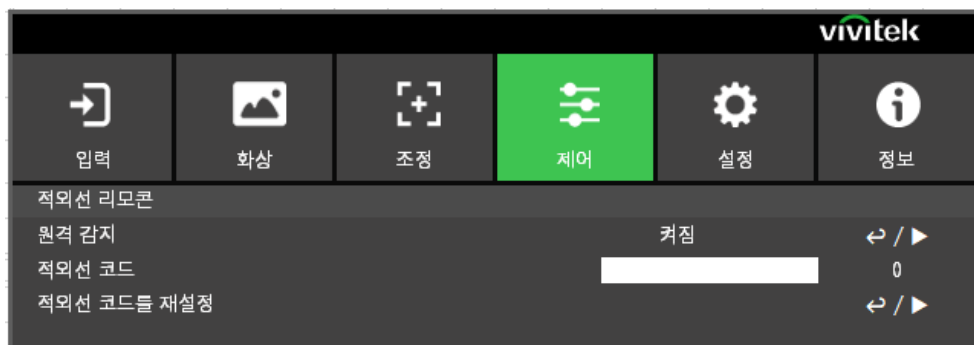 vivitek
입력 화상 조정 제어 설정 정보
적외선 리모콘
원격 감지 켜짐 /
적외선 코드 0
적외선 코드를 재설정 /